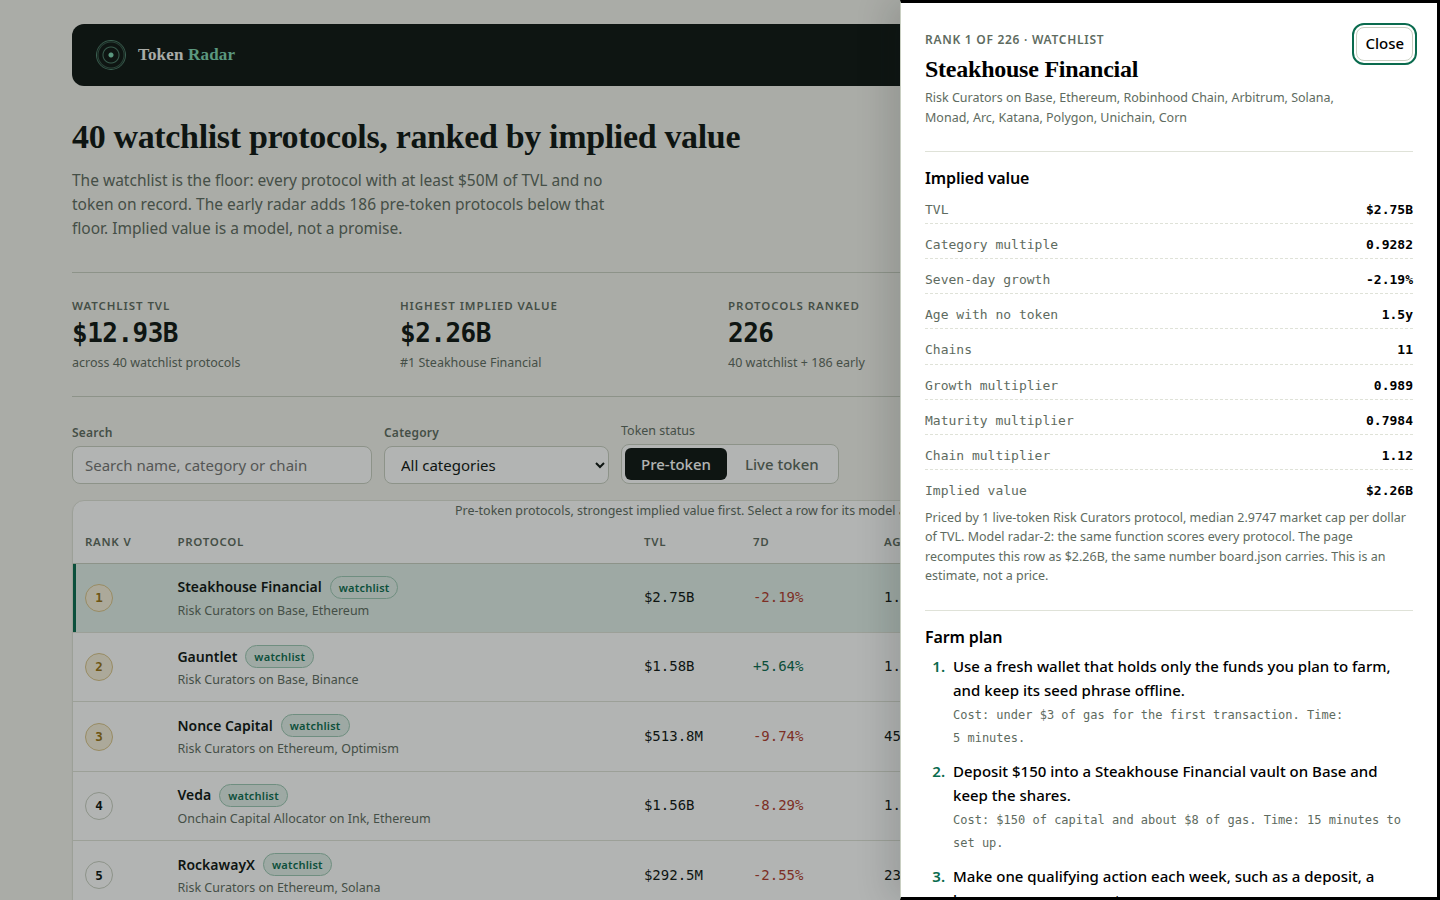 Token Radar
40 watchlist protocols, ranked by implied value
The watchlist is the floor: every protocol with at least $50M of TVL and no
token on record. The early radar adds 186 pre-token protocols below that
floor. Implied value is a model, not a promise.
WATCHLIST TVL
$12.93B
across 40 watchlist protocols
HIGHEST IMPLIED VALUE
$2.26B
#1 Steakhouse Financial
PROTOCOLS RANKED
226
40 watchlist + 186 early
Search
Search name, category or chain
Category
All categories
Token status
Pre-token Live token
Pre-token protocols, strongest implied value first. Select a row for its model
RANK V PROTOCOL TVL 7D
1 Steakhouse Financial watchlist $2.75B -2.19% 1.
Risk Curators on Base, Ethereum
2 Gauntlet watchlist $1.58B +5.64% 1.
Risk Curators on Base, Binance
3 Nonce Capital watchlist $513.8M -9.74% 45
Risk Curators on Ethereum, Optimism
4 Veda watchlist $1.56B -8.29% 1.
Onchain Capital Allocator on Ink, Ethereum
5 RockawayX watchlist $292.5M -2.55% 23
Risk Curators on Ethereum, Solana
RANK 1 OF 226 · WATCHLIST
Close
Steakhouse Financial
Risk Curators on Base, Ethereum, Robinhood Chain, Arbitrum, Solana,
Monad, Arc, Katana, Polygon, Unichain, Corn
Implied value
TVL $2.75B
Category multiple 0.9282
Seven-day growth -2.19%
Age with no token 1.5y
Chains 11
Growth multiplier 0.989
Maturity multiplier 0.7984
Chain multiplier 1.12
Implied value $2.26B
Priced by 1 live-token Risk Curators protocol, median 2.9747 market cap per dollar
of TVL. Model radar-2: the same function scores every protocol. The page
recomputes this row as $2.26B, the same number board.json carries. This is an
estimate, not a price.
Farm plan
1. Use a fresh wallet that holds only the funds you plan to farm,
and keep its seed phrase offline.
Cost: under $3 of gas for the first transaction. Time:
5 minutes.
2. Deposit $150 into a Steakhouse Financial vault on Base and
keep the shares.
Cost: $150 of capital and about $8 of gas. Time: 15 minutes to
set up.
3. Make one qualifying action each week, such as a deposit, a